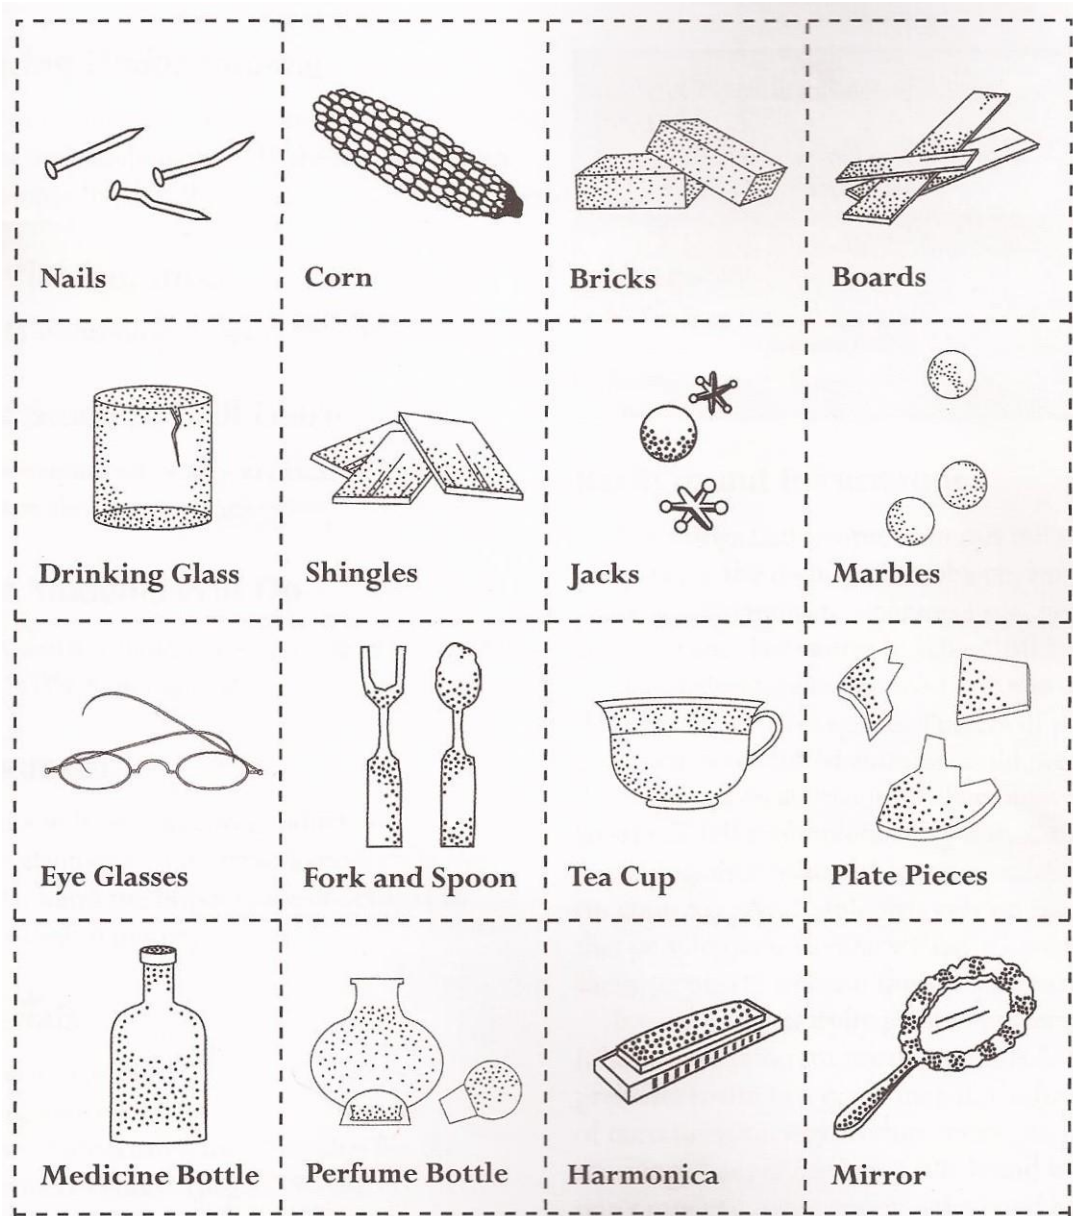 Nails
Corn
Bricks
Boards
Drinking Glass
Shingles
Jacks
Marbles
Eye Glasses
Fork and Spoon
Tea Cup
Plate Pieces
Medicine Bottle
Perfume Bottle
Harmonica
Mirror